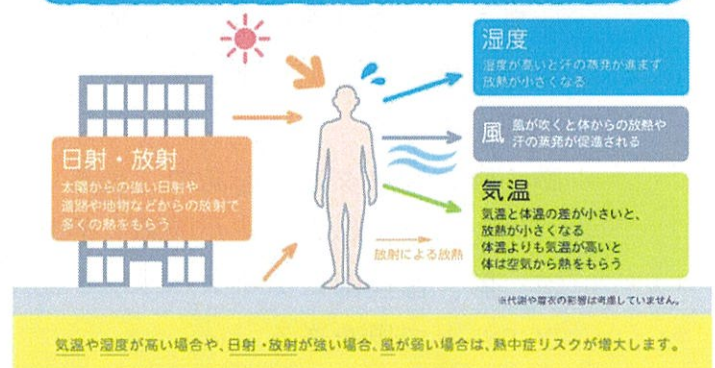 湿度
湿度が高いと汗の蒸発が進まず
放熱が小さくなる
風
風が吹くと体からの放熱や
汗の蒸発が促進される
日射・放射
太陽からの強い日射や
道路や地物などからの放射で
多くの熱をもらう
気温
気温と体温の差が小さいと、
放熱が小さくなる
体温よりも気温が高いと
体は空気から熱をもらう
放射による放熱
※代謝や着衣の影響は考慮していません。
気温や湿度が高い場合や、日射・放射が強い場合、風が弱い場合は、熱中症リスクが増大します。